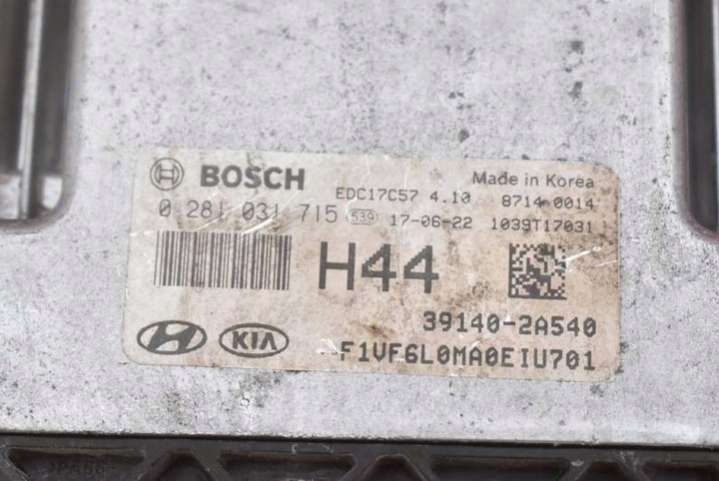 BOSCH
Made in Korea
EDC17C57 4.10 8714 0014
0 281 031 715 539 17-06-22 1039T17031
H44
39140-2A540
KIA
F1VF6L0MA0EIU701